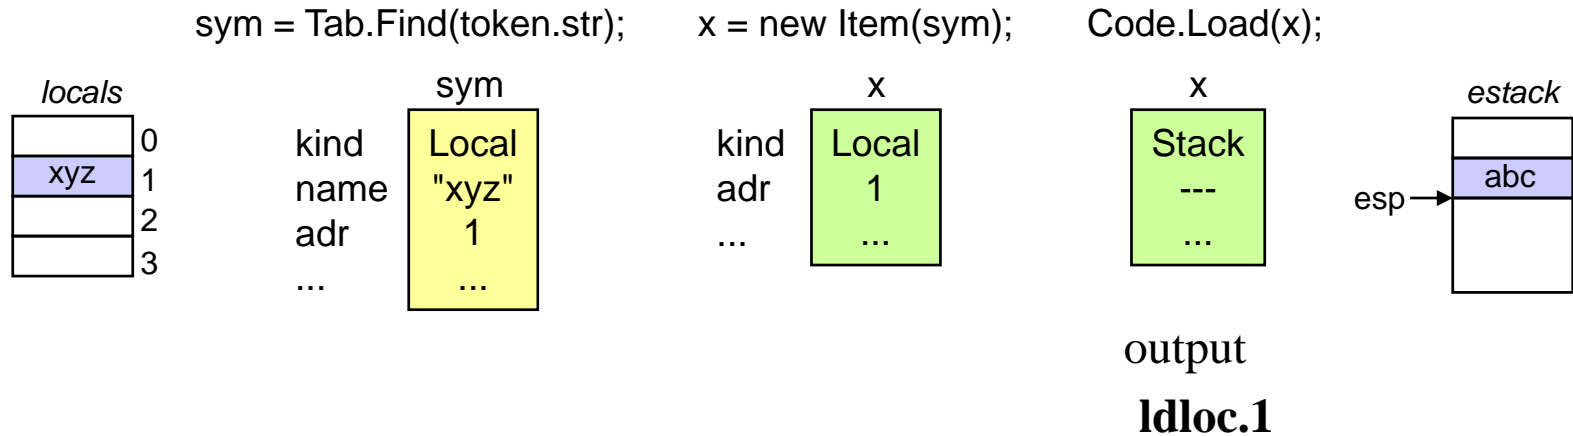 sym = Tab.Find(token.str); x = new Item(sym); Code.Load(x);
locals sym x x estack
0
xyz 1
2
3
kind Local
name "xyz"
adr 1
... ...
kind Local
adr 1
... ...
Stack
---
...
abc
esp
output
ldloc.1